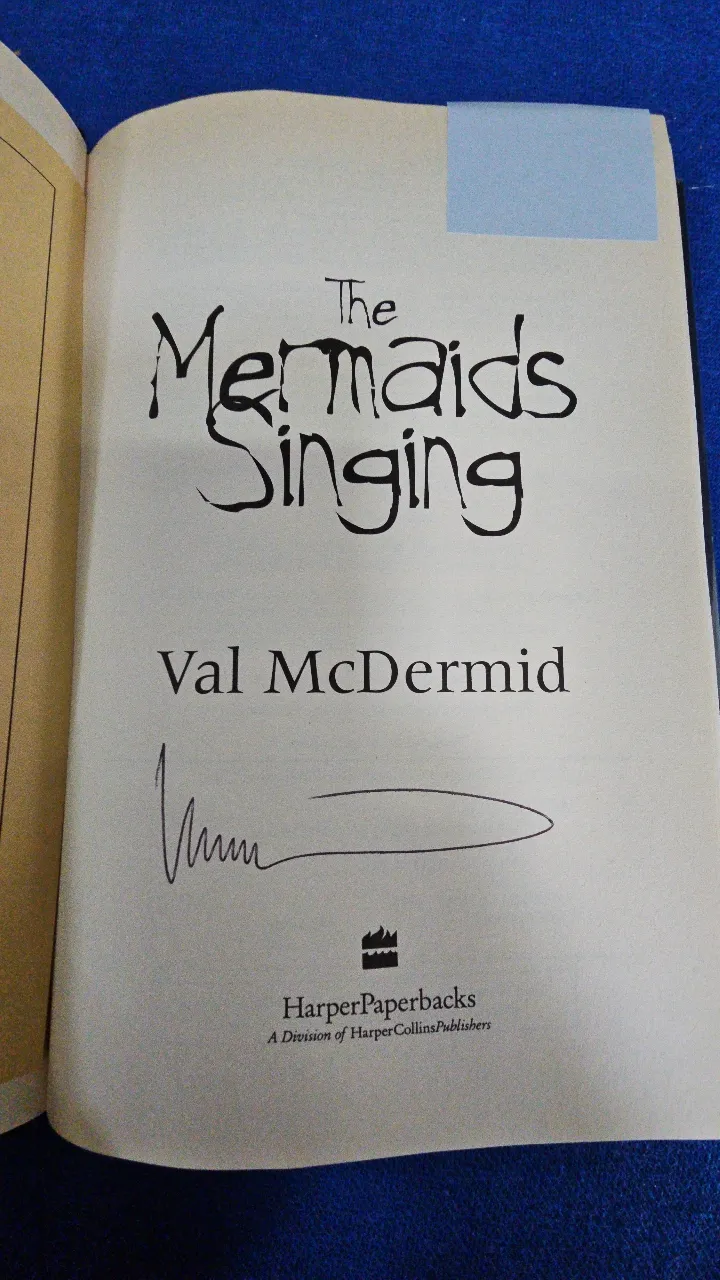 The
Mermaids
Singing
Val McDermid
HarperPaperbacks
A Division of HarperCollinsPublishers